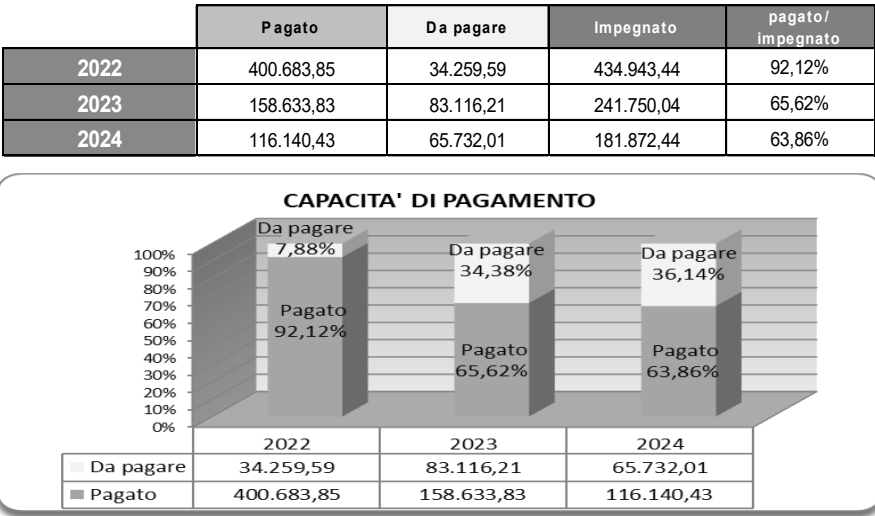 Pagato Da pagare Impegnato pagato/
impegnato
2022 400.683,85 34.259,59 434.943,44 92,12%
2023 158.633,83 83.116,21 241.750,04 65,62%
2024 116.140,43 65.732,01 181.872,44 63,86%
CAPACITA' DI PAGAMENTO
100%
90%
80%
70%
60%
50%
40%
30%
20%
10%
0%
Da pagare
7,88%
Pagato
92,12%
Da pagare
34,38%
Pagato
65,62%
Da pagare
36,14%
Pagato
63,86%
2022 2023 2024
Da pagare 34.259,59 83.116,21 65.732,01
Pagato 400.683,85 158.633,83 116.140,43